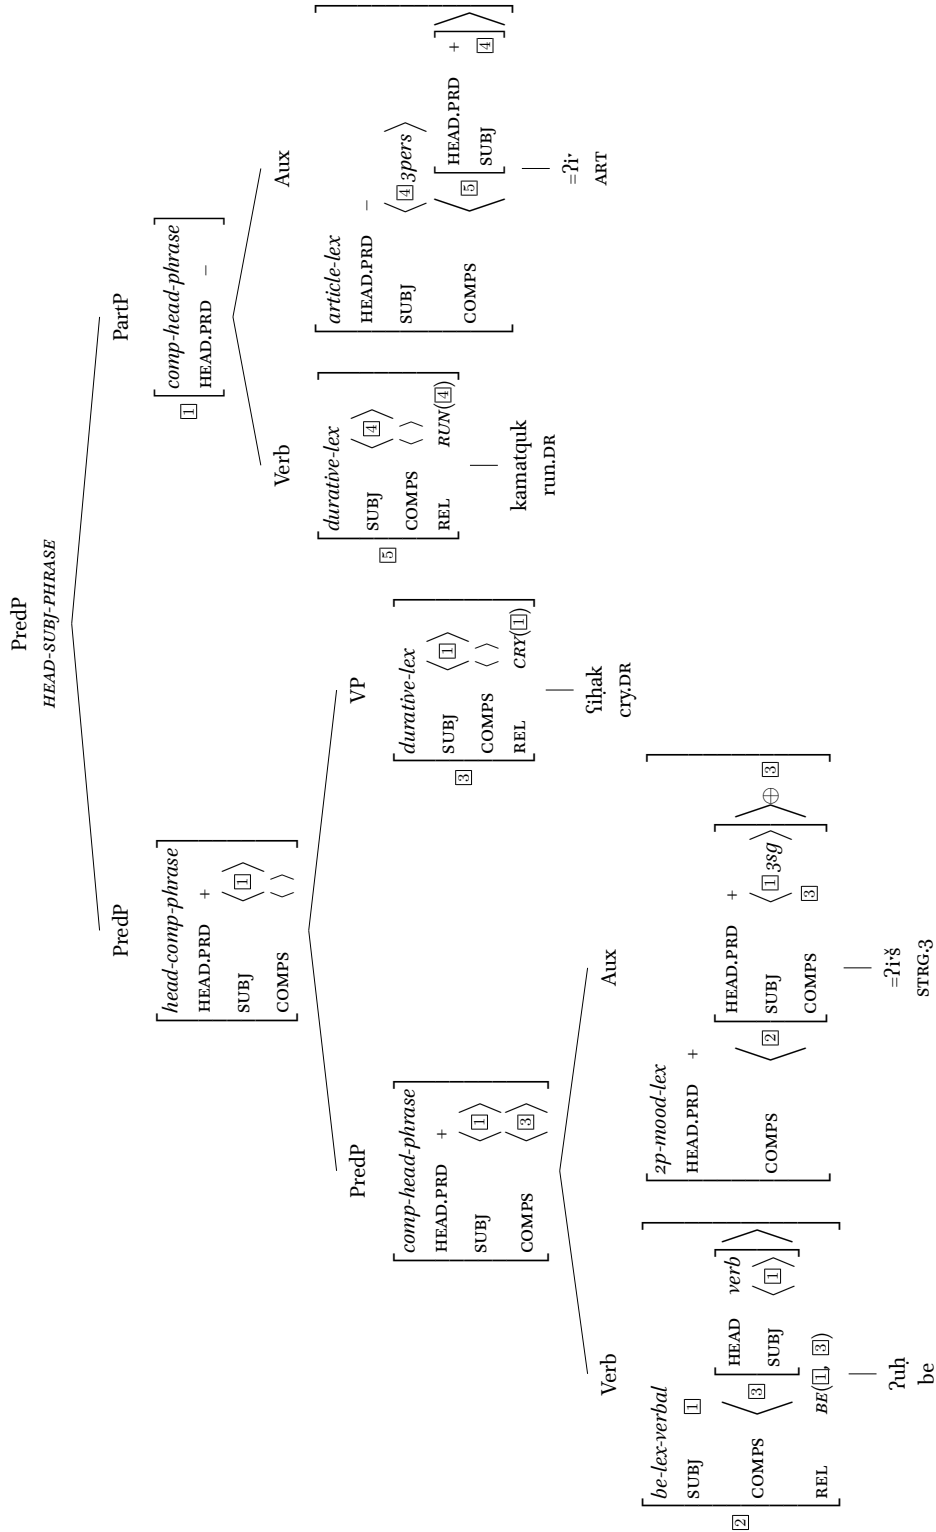 PredP
HEAD-SUBJ-PHRASE
PredP
head-comp-phrase
HEAD.PRD +
SUBJ ⟨ 1 ⟩
COMPS ⟨ ⟩
PredP
comp-head-phrase
HEAD.PRD +
SUBJ ⟨ 1 ⟩
COMPS ⟨ 3 ⟩
Verb
2
be-lex-verbal
SUBJ 1
COMPS ⟨ 3 [ HEAD verb
SUBJ ⟨ 1 ⟩ ] ⟩
REL BE(1, 3)
ʔuḥ
be
Aux
2p-mood-lex
HEAD.PRD +
COMPS ⟨ 2 [ HEAD.PRD +
SUBJ ⟨ 1 3sg ⟩
COMPS 3 ] ⟩ ⊕ 3
=ʔi·š
STRG.3
VP
3
durative-lex
SUBJ ⟨ 1 ⟩
COMPS ⟨ ⟩
REL CRY(1)
ʕiḥak
cry.DR
PartP
1
comp-head-phrase
HEAD.PRD −
Verb
5
durative-lex
SUBJ ⟨ 4 ⟩
COMPS ⟨ ⟩
REL RUN(4)
kamatquk
run.DR
Aux
article-lex
HEAD.PRD −
SUBJ ⟨ 4 3pers ⟩
COMPS ⟨ 5 [ HEAD.PRD +
SUBJ 4 ] ⟩
=ʔi·
ART